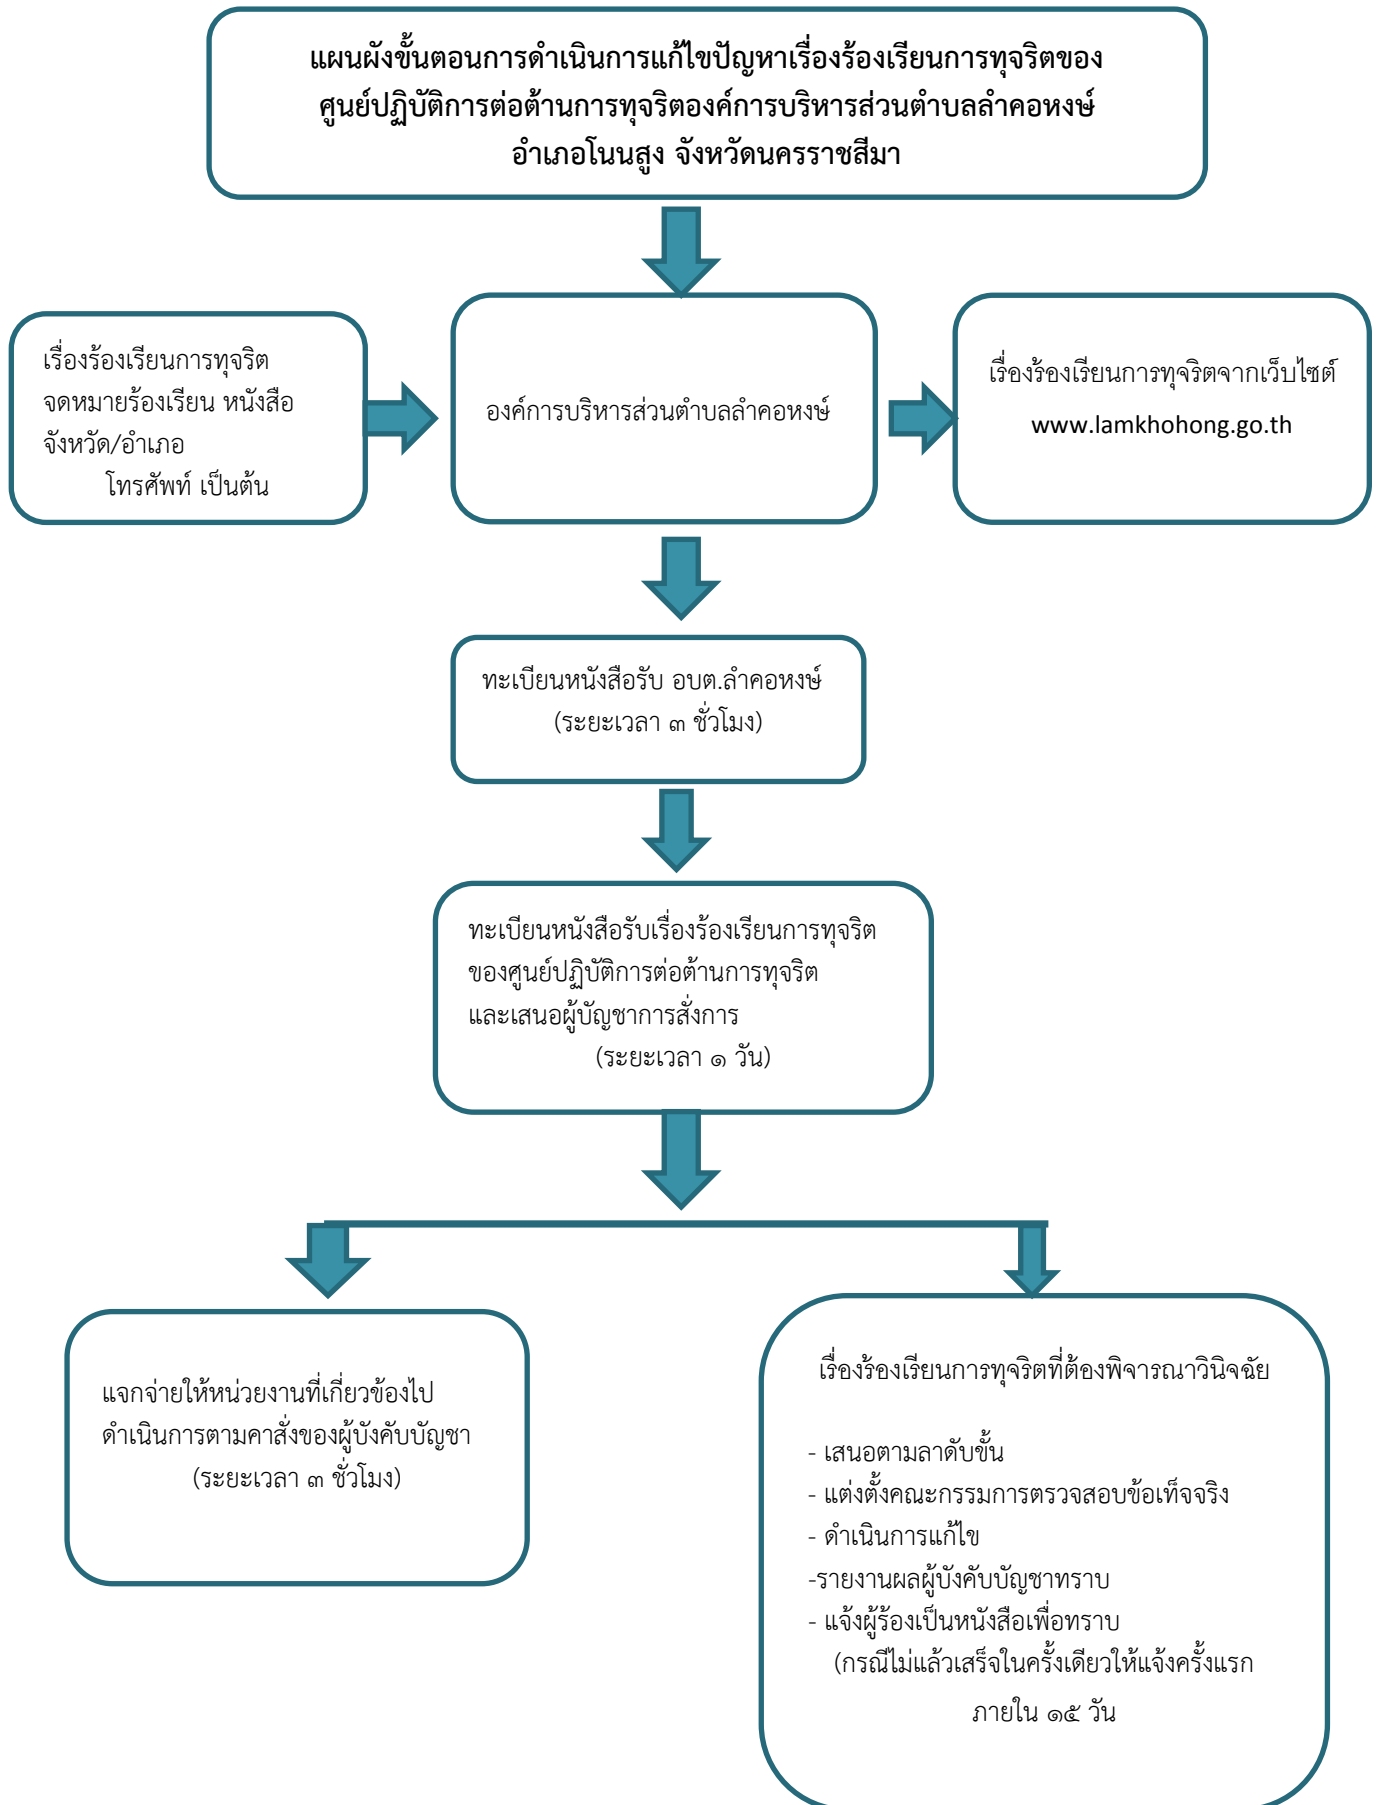 แผนผังขั้นตอนการดำเนินการแก้ไขปัญหาเรื่องร้องเรียนการทุจริตของ
ศูนย์ปฏิบัติการต่อต้านการทุจริตองค์การบริหารส่วนตำบลลำคอหงษ์
อำเภอโนนสูง จังหวัดนครราชสีมา
เรื่องร้องเรียนการทุจริต
จดหมายร้องเรียน หนังสือ
จังหวัด/อำเภอ
โทรศัพท์ เป็นต้น
องค์การบริหารส่วนตำบลลำคอหงษ์
เรื่องร้องเรียนการทุจริตจากเว็บไซต์
www.lamkhohong.go.th
ทะเบียนหนังสือรับ อบต.ลำคอหงษ์
(ระยะเวลา ๓ ชั่วโมง)
ทะเบียนหนังสือรับเรื่องร้องเรียนการทุจริต
ของศูนย์ปฏิบัติการต่อต้านการทุจริต
และเสนอผู้บัญชาการสั่งการ
(ระยะเวลา ๑ วัน)
แจกจ่ายให้หน่วยงานที่เกี่ยวข้องไป
ดำเนินการตามคาสั่งของผู้บังคับบัญชา
(ระยะเวลา ๓ ชั่วโมง)
เรื่องร้องเรียนการทุจริตที่ต้องพิจารณาวินิจฉัย
- เสนอตามลาดับขั้น
- แต่งตั้งคณะกรรมการตรวจสอบข้อเท็จจริง
- ดำเนินการแก้ไข
-รายงานผลผู้บังคับบัญชาทราบ
- แจ้งผู้ร้องเป็นหนังสือเพื่อทราบ
(กรณีไม่แล้วเสร็จในครั้งเดียวให้แจ้งครั้งแรก
ภายใน ๑๕ วัน